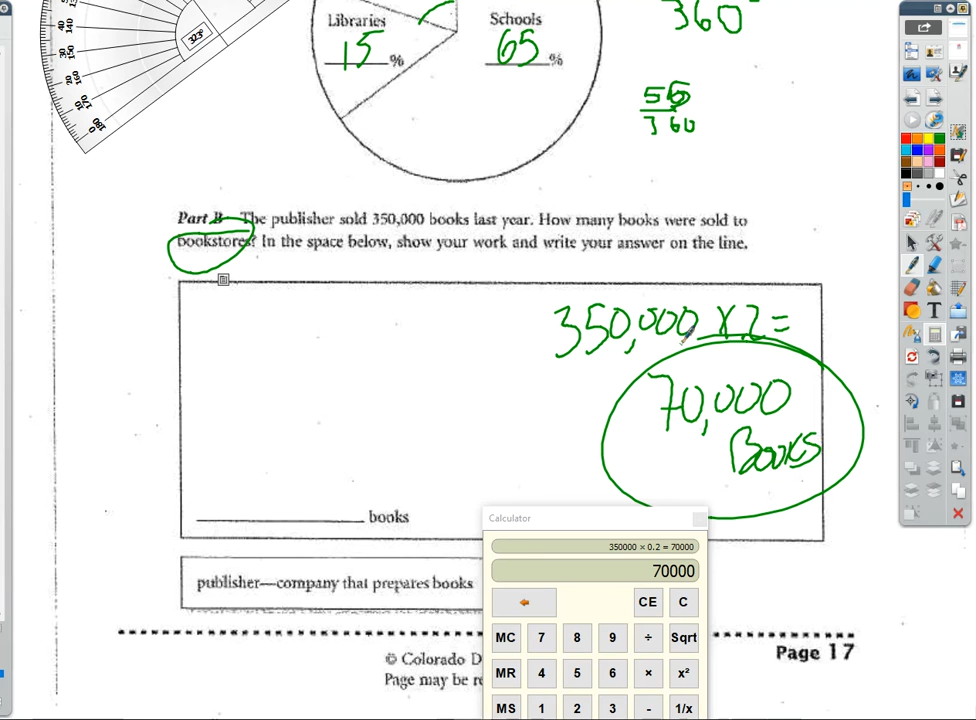 Libraries
15 %
Schools
65 %
360°
55
360
323°
Part B The publisher sold 350,000 books last year. How many books were sold to
bookstores? In the space below, show your work and write your answer on the line.
350,000 x .2 =
70,000
Books
books
Calculator
350000 × 0.2 = 70000
70000
CE C
MC 7 8 9 ÷ Sqrt
MR 4 5 6 × x²
MS 1 2 3 - 1/x
publisher—company that prepares books
© Colorado D
Page may be re
Page 17